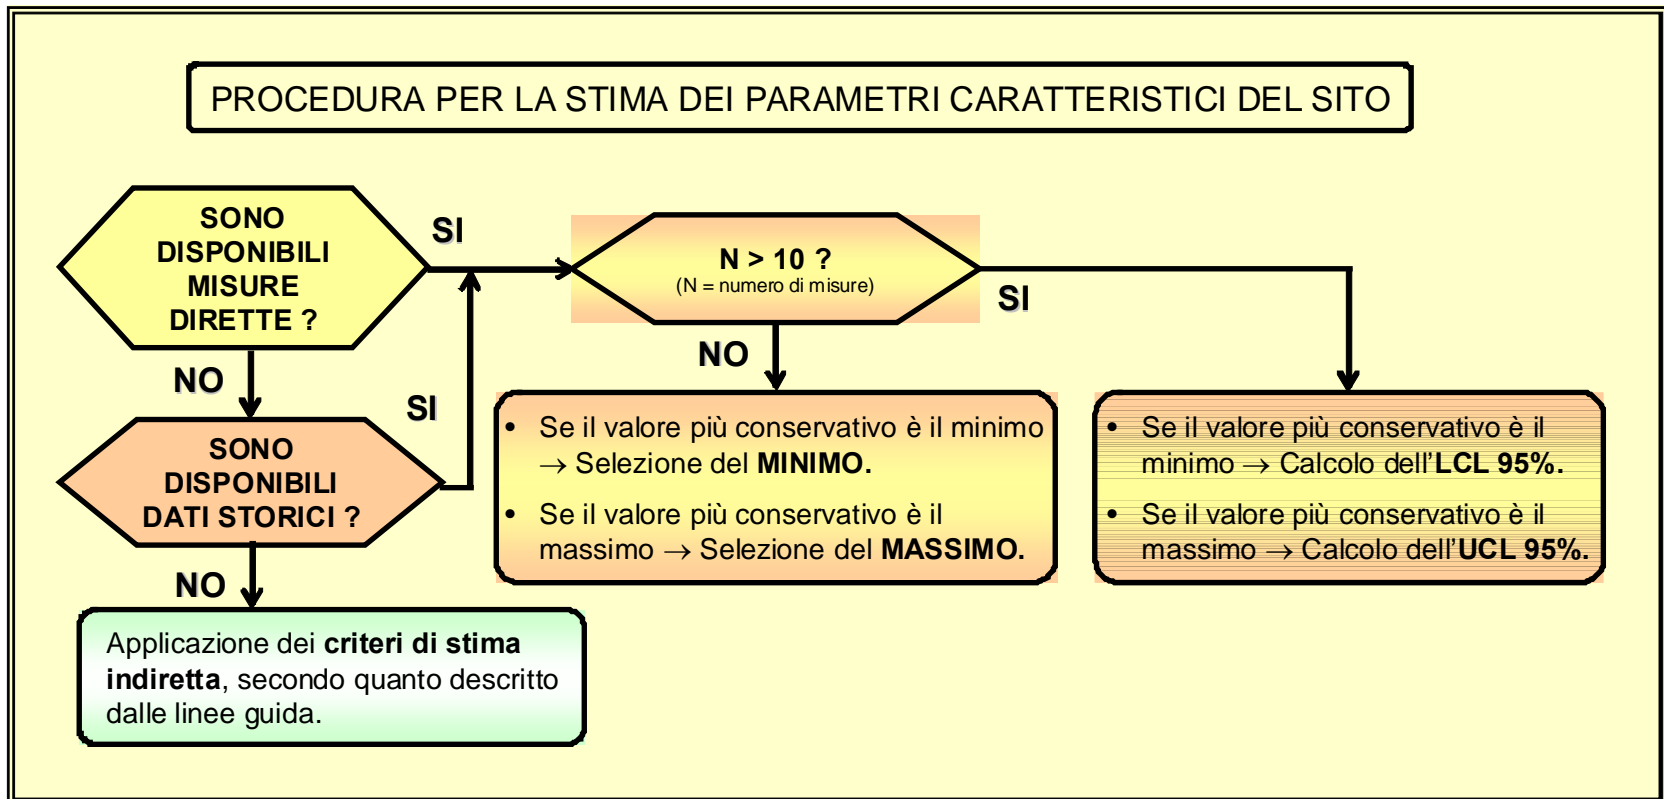 PROCEDURA PER LA STIMA DEI PARAMETRI CARATTERISTICI DEL SITO
SONO
DISPONIBILI
MISURE
DIRETTE ?
SI
N > 10 ?
(N = numero di misure)
SI
NO
NO
SI
SONO
DISPONIBILI
DATI STORICI ?
• Se il valore più conservativo è il minimo
→ Selezione del MINIMO.
• Se il valore più conservativo è il
massimo → Selezione del MASSIMO.
• Se il valore più conservativo è il
minimo → Calcolo dell'LCL 95%.
• Se il valore più conservativo è il
massimo → Calcolo dell'UCL 95%.
NO
Applicazione dei criteri di stima
indiretta, secondo quanto descritto
dalle linee guida.